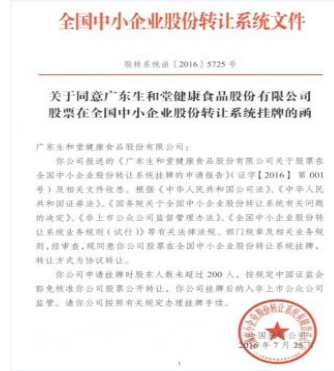 全国中小企业股份转让系统文件
股转系统函［2016］5725 号
关于同意广东生和堂健康食品股份有限公司
股票在全国中小企业股份转让系统挂牌的函
广东生和堂健康食品股份有限公司：
你公司报送的《广东生和堂健康食品股份有限公司关于股票在
全国中小企业股份转让系统挂牌的申请报告》（证字【2016】第 001
号）及相关文件收悉。根据《中华人民共和国公司法》、《中华人民
共和国证券法》、《国务院关于全国中小企业股份转让系统有关问题
的决定》、《非上市公众公司监督管理办法》、《全国中小企业股份转
让系统业务规则（试行）》等有关法律法规、部门规章及相关业务规
则，经审查，现同意你公司股票在全国中小企业股份转让系统挂牌，
转让方式为协议转让。
你公司申请挂牌时股东人数未超过 200 人，按规定中国证监会
豁免核准你公司股票公开转让，你公司挂牌后纳入非上市公众公司
监管。请你公司按照有关规定办理挂牌手续。
2016 年 7 月 25 日